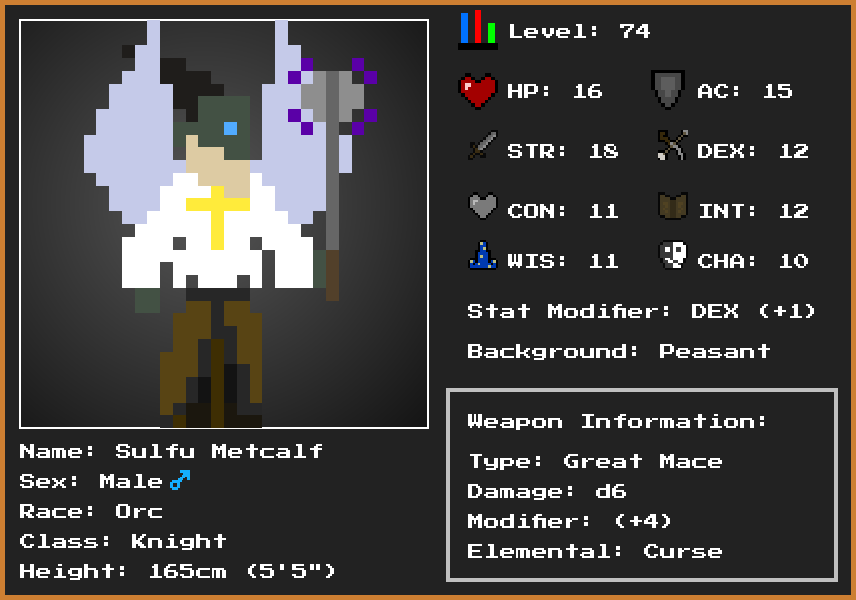 Level: 74
HP: 16
AC: 15
STR: 18
DEX: 12
CON: 11
INT: 12
WIS: 11
CHA: 10
Stat Modifier: DEX (+1)
Background: Peasant
Weapon Information:
Type: Great Mace
Damage: d6
Modifier: (+4)
Elemental: Curse
Name: Sulfu Metcalf
Sex: Male♂
Race: Orc
Class: Knight
Height: 165cm (5'5")